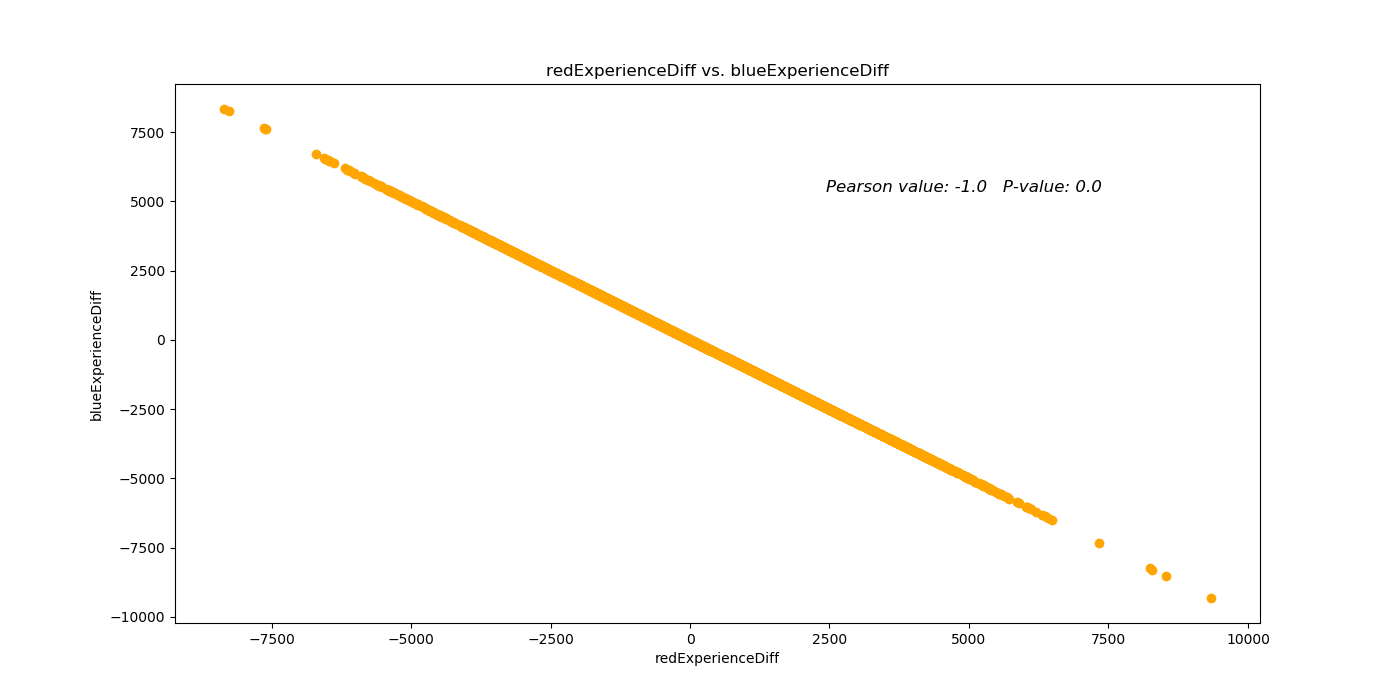 redExperienceDiff vs. blueExperienceDiff
Pearson value: -1.0   P-value: 0.0
blueExperienceDiff
7500
5000
2500
0
−2500
−5000
−7500
−10000
−7500 −5000 −2500 0 2500 5000 7500 10000
redExperienceDiff